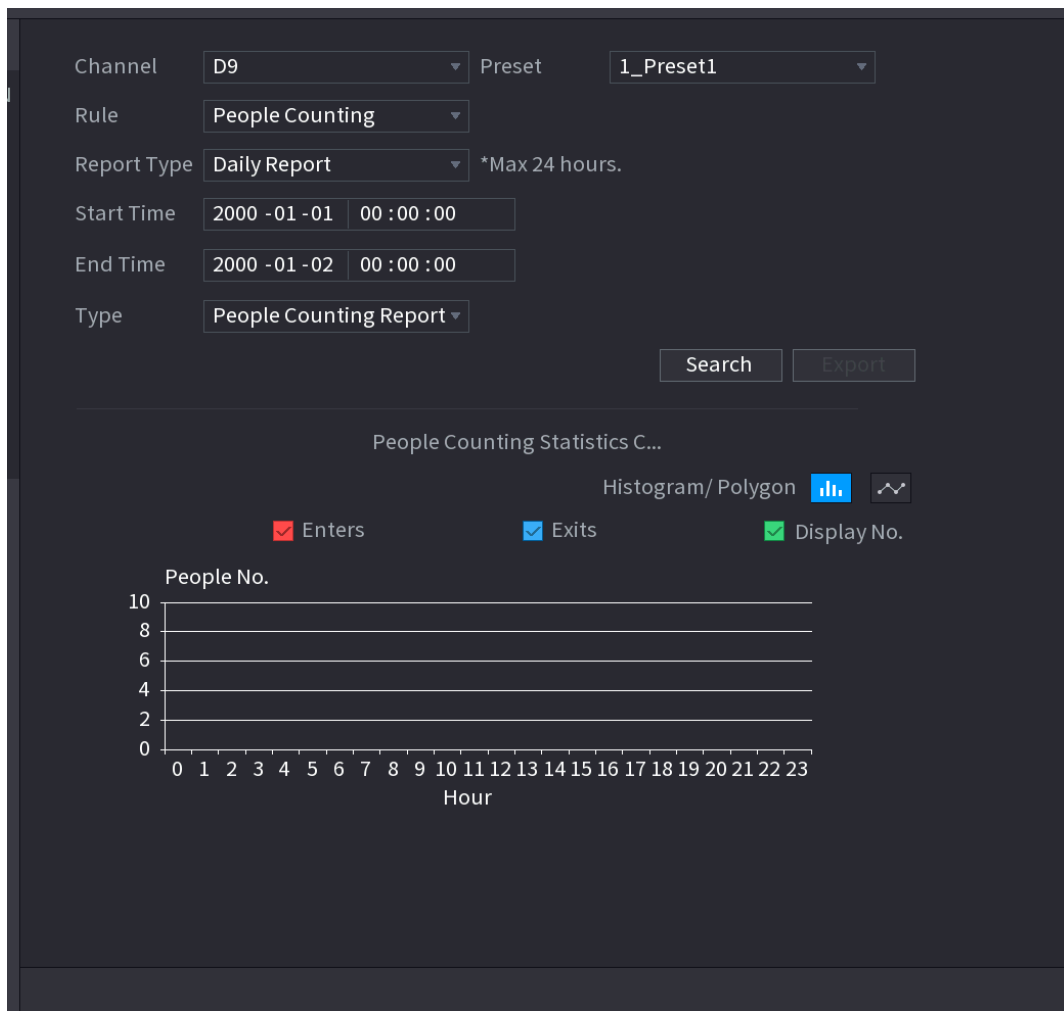 Channel D9 Preset 1_Preset1
Rule People Counting
Report Type Daily Report *Max 24 hours.
Start Time 2000 -01 -01 00 : 00 : 00
End Time 2000 -01 -02 00 : 00 : 00
Type People Counting Report
Search Export
People Counting Statistics C...
Histogram/ Polygon
Enters Exits Display No.
People No.
10
8
6
4
2
0
0 1 2 3 4 5 6 7 8 9 10 11 12 13 14 15 16 17 18 19 20 21 22 23
Hour